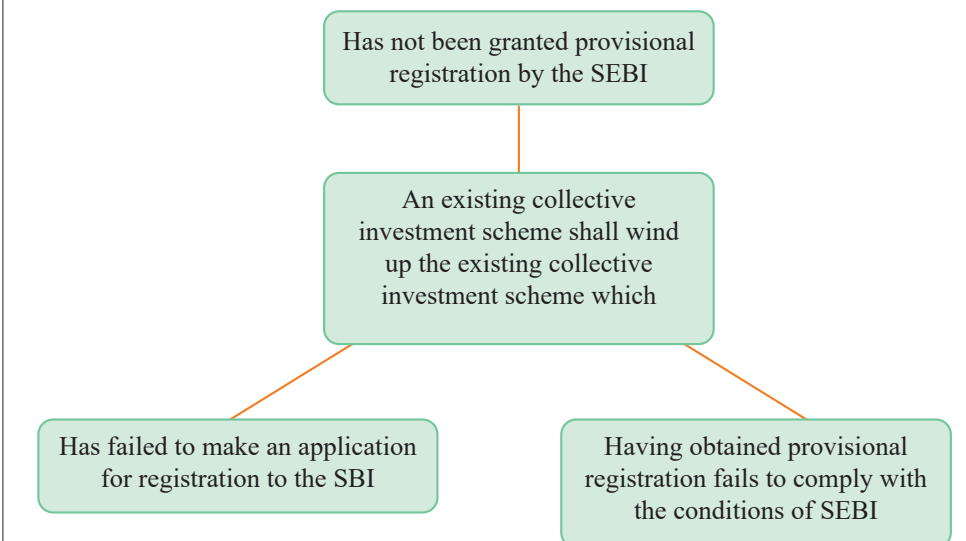 Has not been granted provisional
registration by the SEBI
An existing collective
investment scheme shall wind
up the existing collective
investment scheme which
Has failed to make an application
for registration to the SBI
Having obtained provisional
registration fails to comply with
the conditions of SEBI